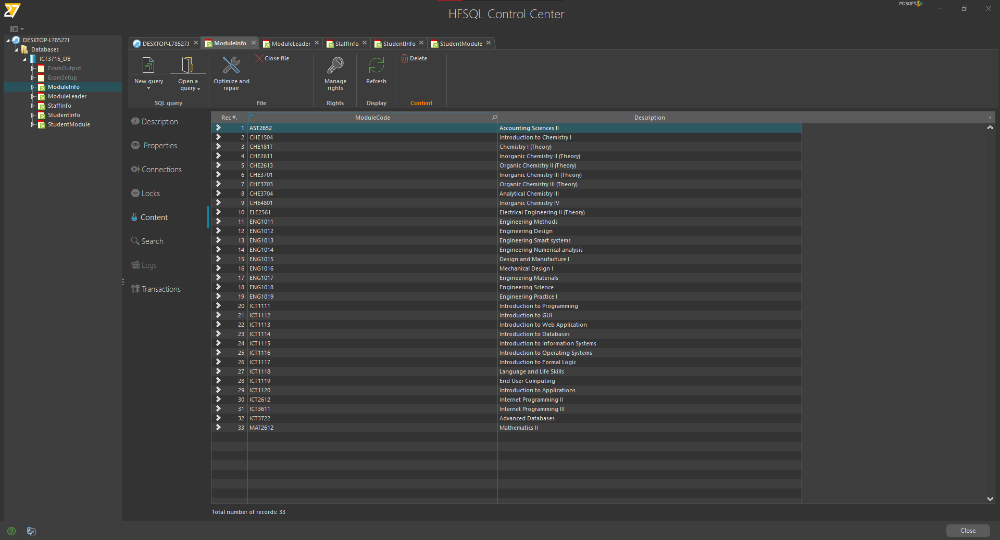 27
PC SOFT
HFSQL Control Center
DESKTOP-L78527J
Databases
ICT3715_DB
ExamOutput
ExamSetup
ModuleInfo
ModuleLeader
StaffInfo
StudentInfo
StudentModule
DESKTOP-L78527J
ModuleInfo
ModuleLeader
StaffInfo
StudentInfo
StudentModule
New query
Open a query
SQL query
Optimize and repair
Close file
File
Manage rights
Rights
Refresh
Display
Delete
Content
Description
Properties
Connections
Locks
Content
Search
Logs
Transactions
Rec #. ModuleCode Description
1 AST2652 Accounting Sciences II
2 CHE1504 Introduction to Chemistry I
3 CHE181T Chemistry I (Theory)
4 CHE2611 Inorganic Chemistry II (Theory)
5 CHE2613 Organic Chemistry II (Theory)
6 CHE3701 Inorganic Chemistry III (Theory)
7 CHE3703 Organic Chemistry III (Theory)
8 CHE3704 Analytical Chemistry III
9 CHE4801 Inorganic Chemistry IV
10 ELE2561 Electrical Engineering II (Theory)
11 ENG1011 Engineering Methods
12 ENG1012 Engineering Design
13 ENG1013 Engineering Smart systems
14 ENG1014 Engineering Numerical analysis
15 ENG1015 Design and Manufacture I
16 ENG1016 Mechanical Design I
17 ENG1017 Engineering Materials
18 ENG1018 Engineering Science
19 ENG1019 Engineering Practice I
20 ICT1111 Introduction to Programming
21 ICT1112 Introduction to GUI
22 ICT1113 Introduction to Web Application
23 ICT1114 Introduction to Databases
24 ICT1115 Introduction to Information Systems
25 ICT1116 Introduction to Operating Systems
26 ICT1117 Introduction to Formal Logic
27 ICT1118 Language and Life Skills
28 ICT1119 End User Computing
29 ICT1120 Introduction to Applications
30 ICT2612 Internet Programming II
31 ICT3611 Internet Programming III
32 ICT3722 Advanced Databases
33 MAT2612 Mathematics II
Total number of records: 33
Close